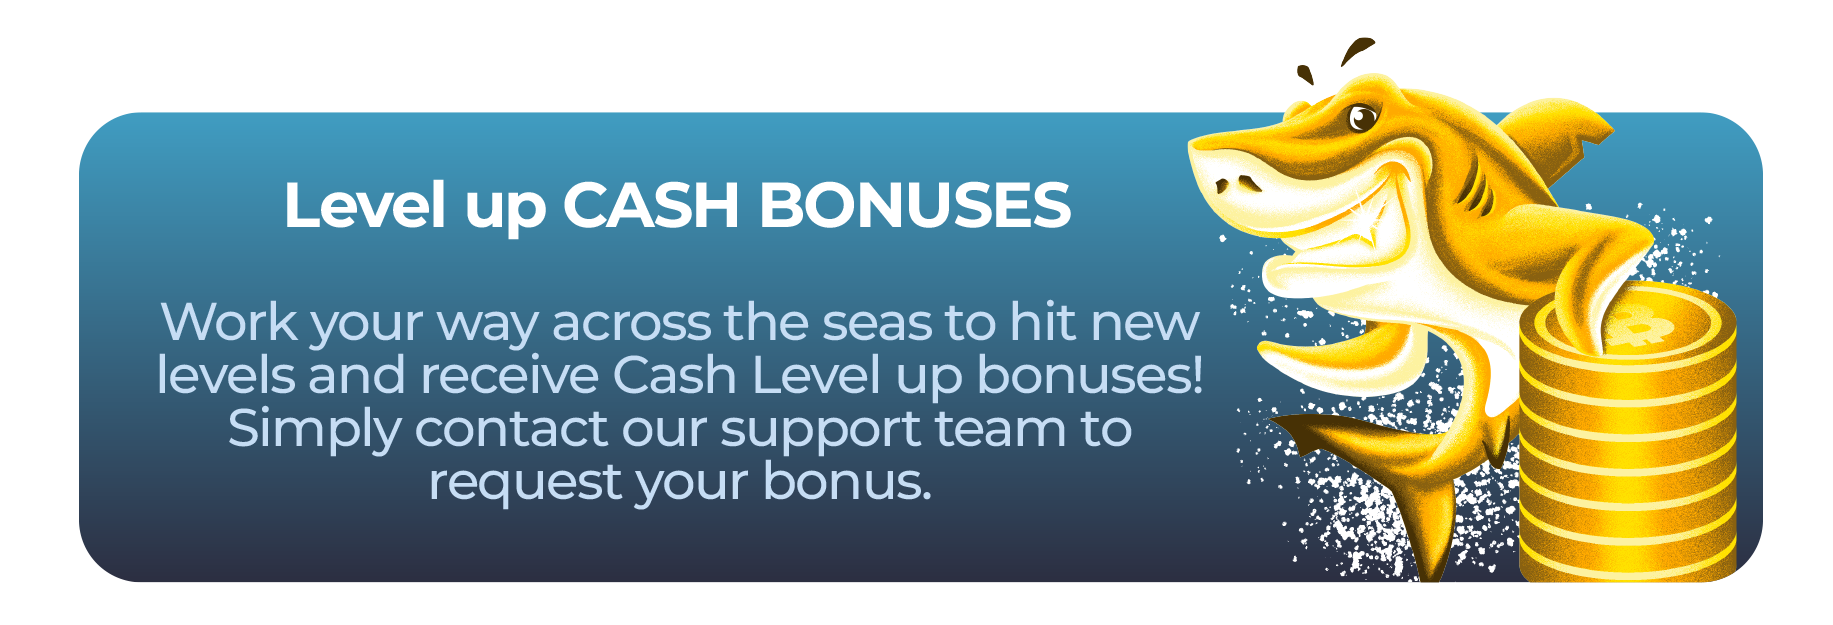 Level up CASH BONUSES
Work your way across the seas to hit new
levels and receive Cash Level up bonuses!
Simply contact our support team to
request your bonus.